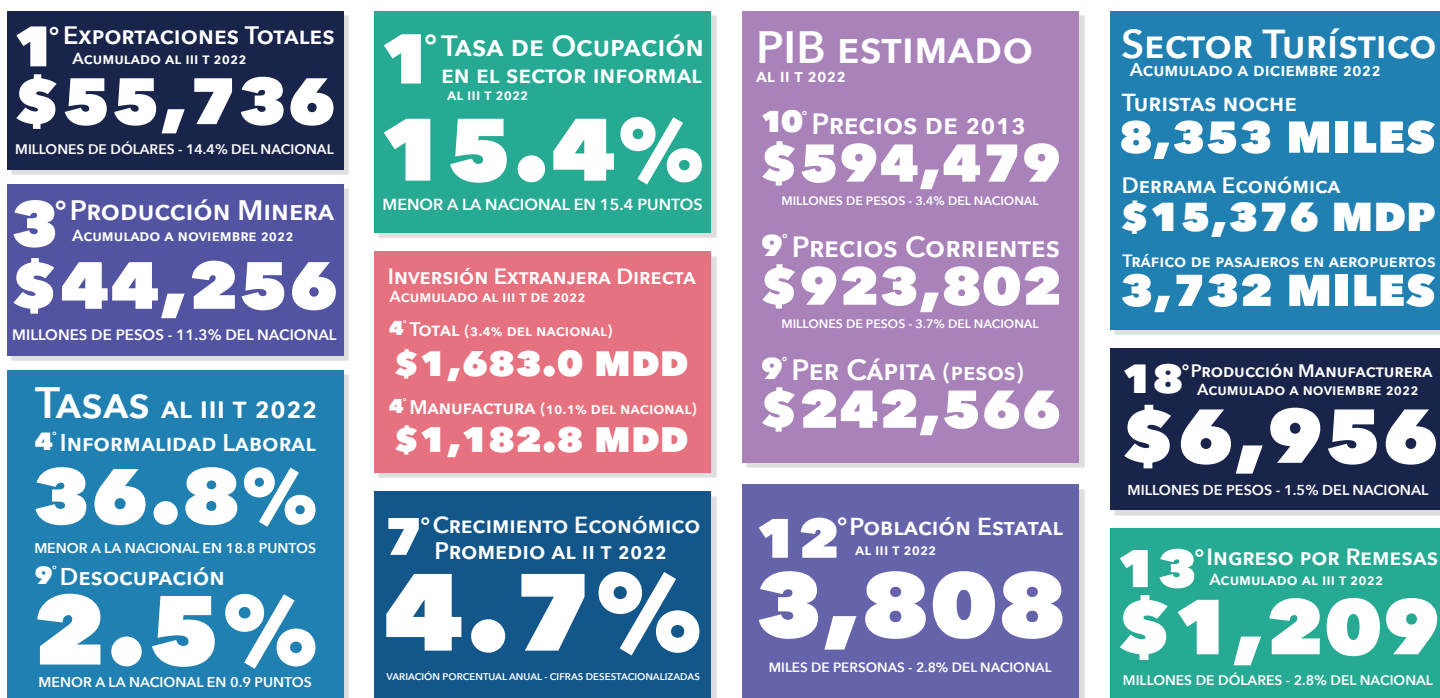 1° Exportaciones Totales
Acumulado al III T 2022
$55,736
MILLONES DE DÓLARES - 14.4% DEL NACIONAL
3° Producción Minera
Acumulado a noviembre 2022
$44,256
MILLONES DE PESOS - 11.3% DEL NACIONAL
Tasas al III T 2022
4° Informalidad Laboral
36.8%
MENOR A LA NACIONAL EN 18.8 PUNTOS
9° Desocupación
2.5%
MENOR A LA NACIONAL EN 0.9 PUNTOS
1° Tasa de Ocupación
en el sector informal
al III T 2022
15.4%
MENOR A LA NACIONAL EN 15.4 PUNTOS
Inversión Extranjera Directa
Acumulado al III T de 2022
4° Total (3.4% del nacional)
$1,683.0 MDD
4° Manufactura (10.1% del nacional)
$1,182.8 MDD
7° Crecimiento Económico
Promedio al II T 2022
4.7%
VARIACIÓN PORCENTUAL ANUAL - CIFRAS DESESTACIONALIZADAS
PIB estimado
al II T 2022
10° Precios de 2013
$594,479
MILLONES DE PESOS - 3.4% DEL NACIONAL
9° Precios Corrientes
$923,802
MILLONES DE PESOS - 3.7% DEL NACIONAL
9° Per Cápita (pesos)
$242,566
12° Población Estatal
al III T 2022
3,808
MILES DE PERSONAS - 2.8% DEL NACIONAL
Sector Turístico
Acumulado a diciembre 2022
Turistas noche
8,353 MILES
Derrama Económica
$15,376 MDP
Tráfico de pasajeros en aeropuertos
3,732 MILES
18° Producción Manufacturera
Acumulado a noviembre 2022
$6,956
MILLONES DE PESOS - 1.5% DEL NACIONAL
13° Ingreso por Remesas
Acumulado al III T 2022
$1,209
MILLONES DE DÓLARES - 2.8% DEL NACIONAL